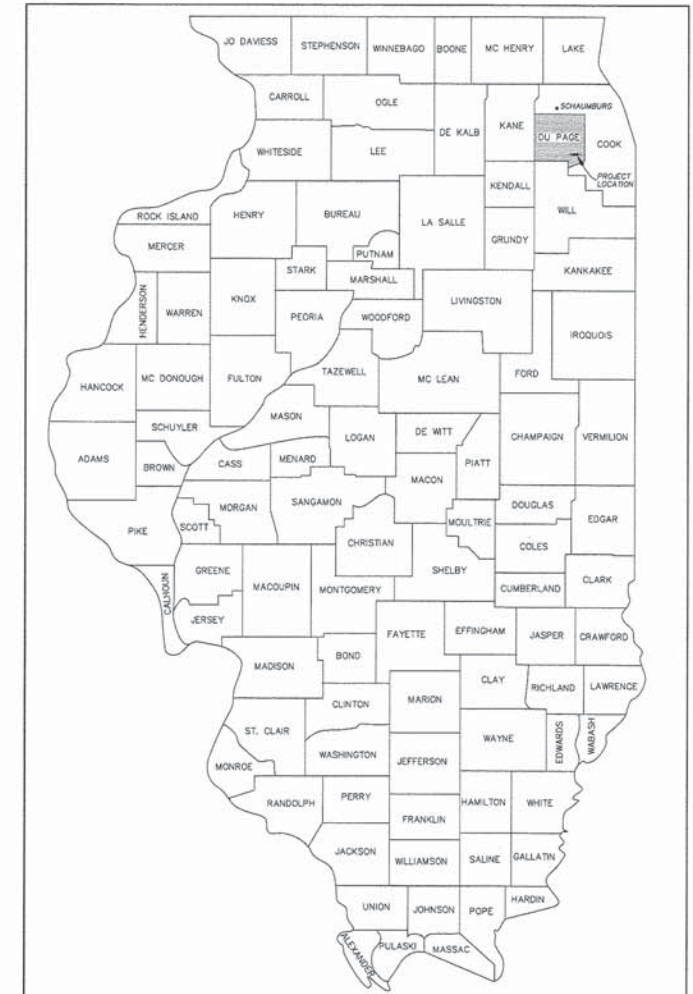 JO DAVIESS
STEPHENSON
WINNEBAGO
BOONE
MC HENRY
LAKE
CARROLL
OGLE
DE KALB
KANE
SCHAUMBURG
DU PAGE
COOK
WHITESIDE
LEE
PROJECT
LOCATION
KENDALL
WILL
ROCK ISLAND
HENRY
BUREAU
LA SALLE
GRUNDY
MERCER
PUTNAM
STARK
MARSHALL
KANKAKEE
HENDERSON
WARREN
KNOX
PEORIA
WOODFORD
LIVINGSTON
IROQUOIS
HANCOCK
MC DONOUGH
FULTON
TAZEWELL
MC LEAN
FORD
MASON
SCHUYLER
LOGAN
DE WITT
CHAMPAIGN
VERMILION
ADAMS
BROWN
CASS
MENARD
PIATT
MACON
PIKE
SCOTT
MORGAN
SANGAMON
MOULTRIE
DOUGLAS
EDGAR
CHRISTIAN
COLES
CALHOUN
GREENE
MACOUPIN
MONTGOMERY
SHELBY
CUMBERLAND
CLARK
JERSEY
FAYETTE
EFFINGHAM
JASPER
CRAWFORD
MADISON
BOND
CLAY
RICHLAND
LAWRENCE
CLINTON
MARION
ST. CLAIR
WAYNE
EDWARDS
WABASH
MONROE
WASHINGTON
JEFFERSON
RANDOLPH
PERRY
HAMILTON
WHITE
FRANKLIN
JACKSON
WILLIAMSON
SALINE
GALLATIN
UNION
JOHNSON
POPE
HARDIN
ALEXANDER
PULASKI
MASSAC